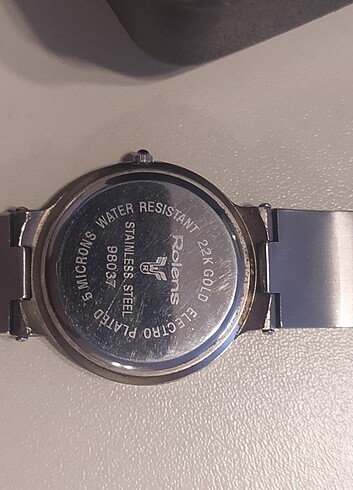 Rolens
R
STAINLESS STEEL
98037
WATER RESISTANT 22K GOLD ELECTRO PLATED 5 MICRONS